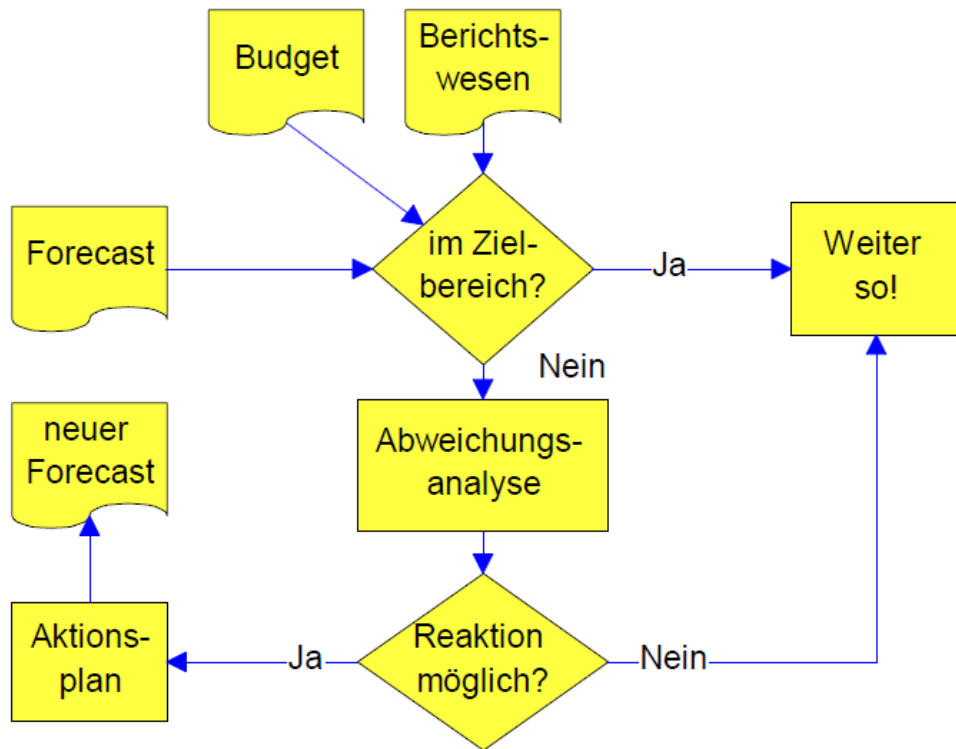 Budget
Berichts-
wesen
Forecast
im Ziel-
bereich?
Ja
Weiter
so!
Nein
neuer
Forecast
Abweichungs-
analyse
Aktions-
plan
Ja
Reaktion
möglich?
Nein